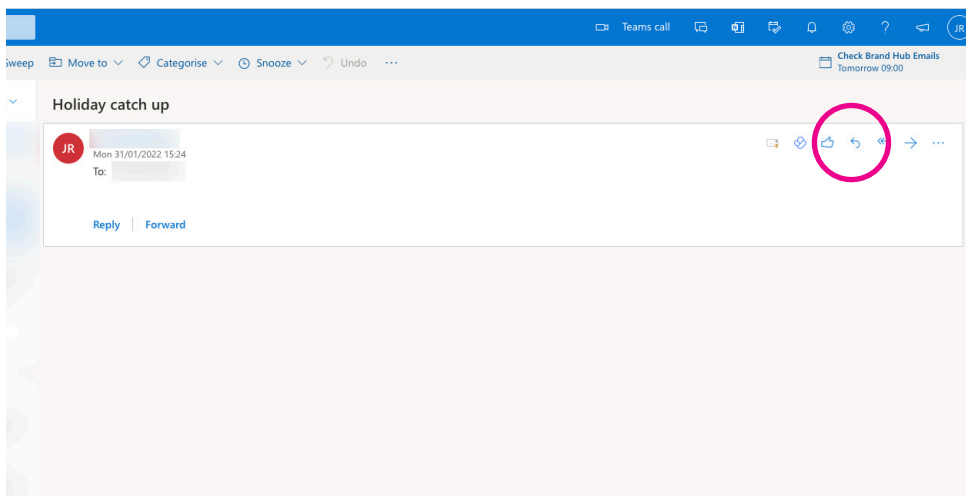 Teams call
? JR
Sweep Move to Categorise Snooze Undo ...
Check Brand Hub Emails
Tomorrow 09:00
Holiday catch up
JR
Mon 31/01/2022 15:24
To:
...
Reply Forward